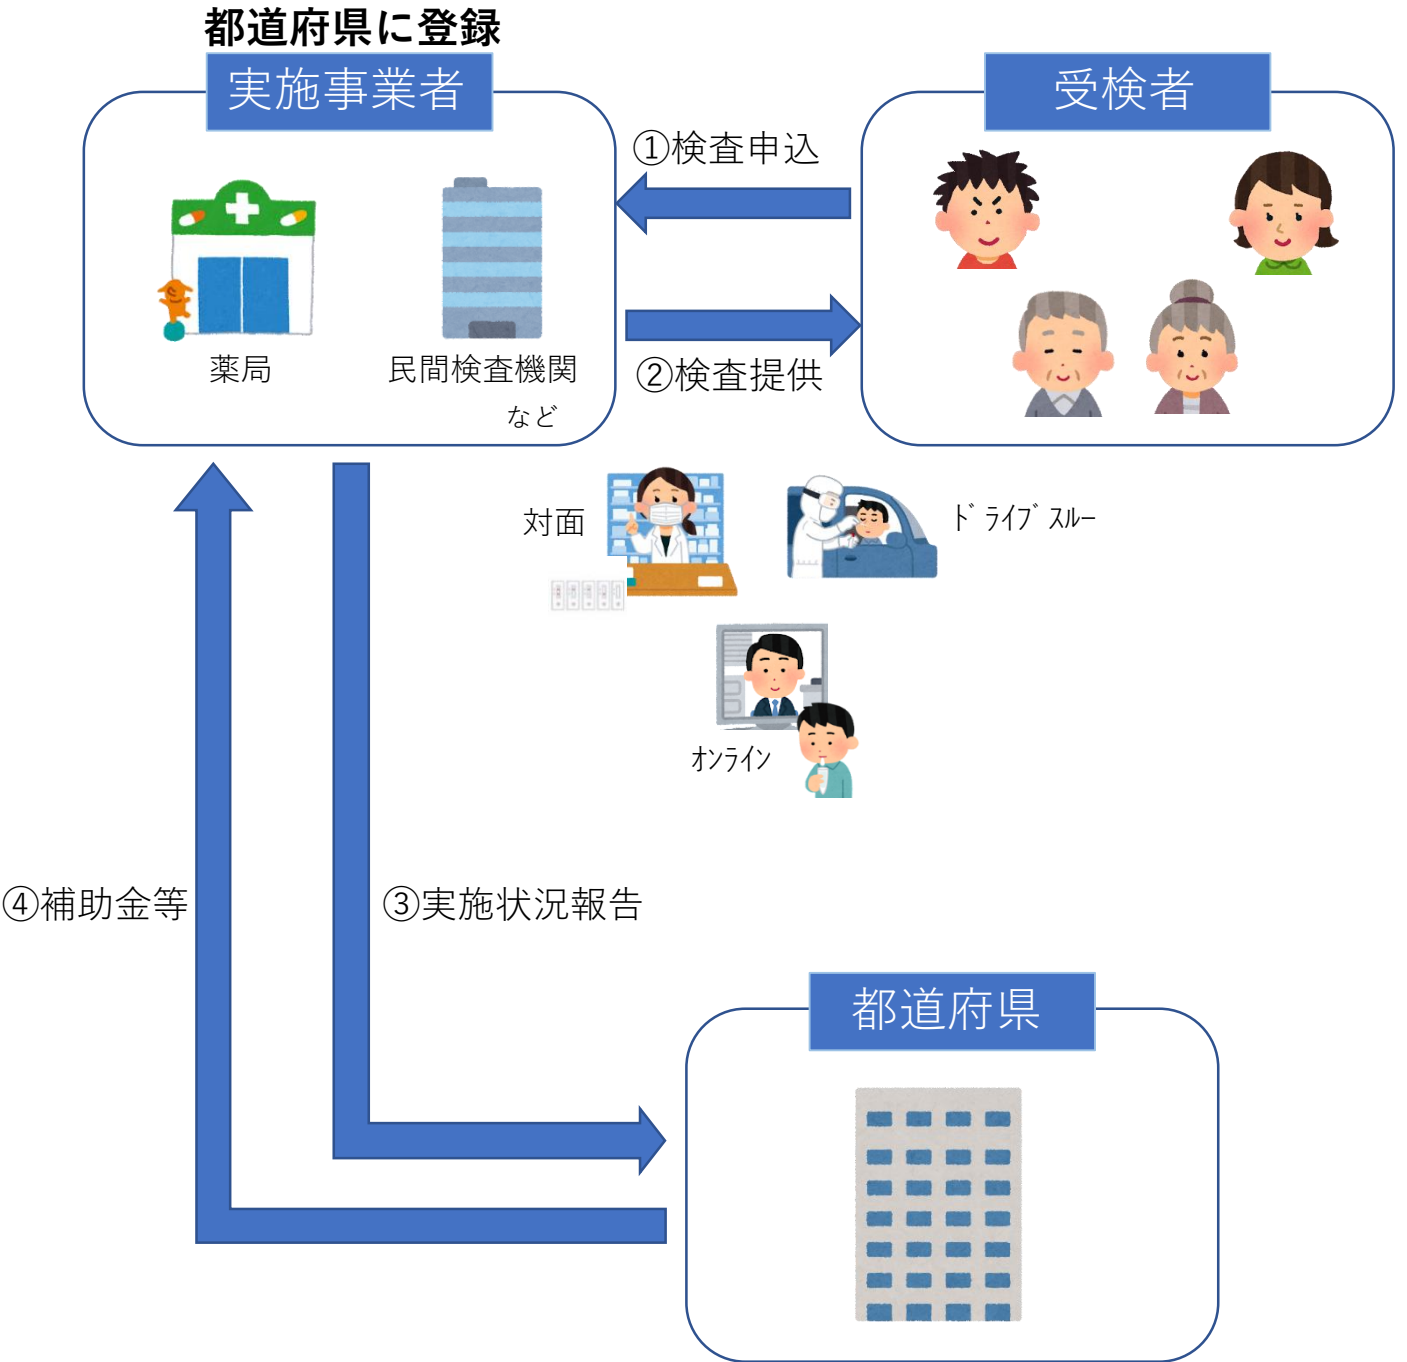 都道府県に登録
実施事業者
受検者
①検査申込
薬局
民間検査機関
など
②検査提供
対面
ﾄﾞﾗｲﾌﾞｽﾙｰ
ｵﾝﾗｲﾝ
④補助金等
③実施状況報告
都道府県